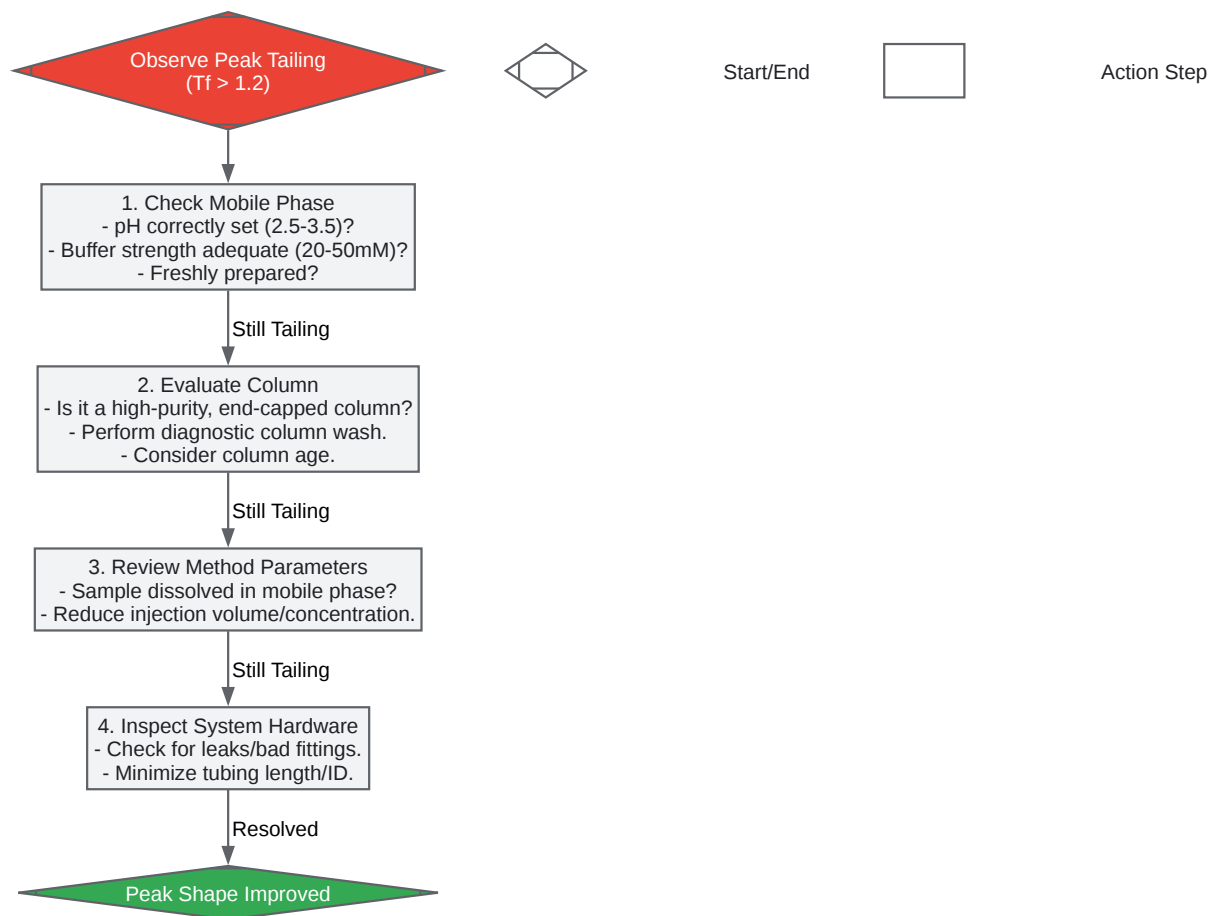 Observe Peak Tailing
(Tf > 1.2)
Start/End
Action Step
1. Check Mobile Phase
- pH correctly set (2.5-3.5)?
- Buffer strength adequate (20-50mM)?
- Freshly prepared?
Still Tailing
2. Evaluate Column
- Is it a high-purity, end-capped column?
- Perform diagnostic column wash.
- Consider column age.
Still Tailing
3. Review Method Parameters
- Sample dissolved in mobile phase?
- Reduce injection volume/concentration.
Still Tailing
4. Inspect System Hardware
- Check for leaks/bad fittings.
- Minimize tubing length/ID.
Resolved
Peak Shape Improved